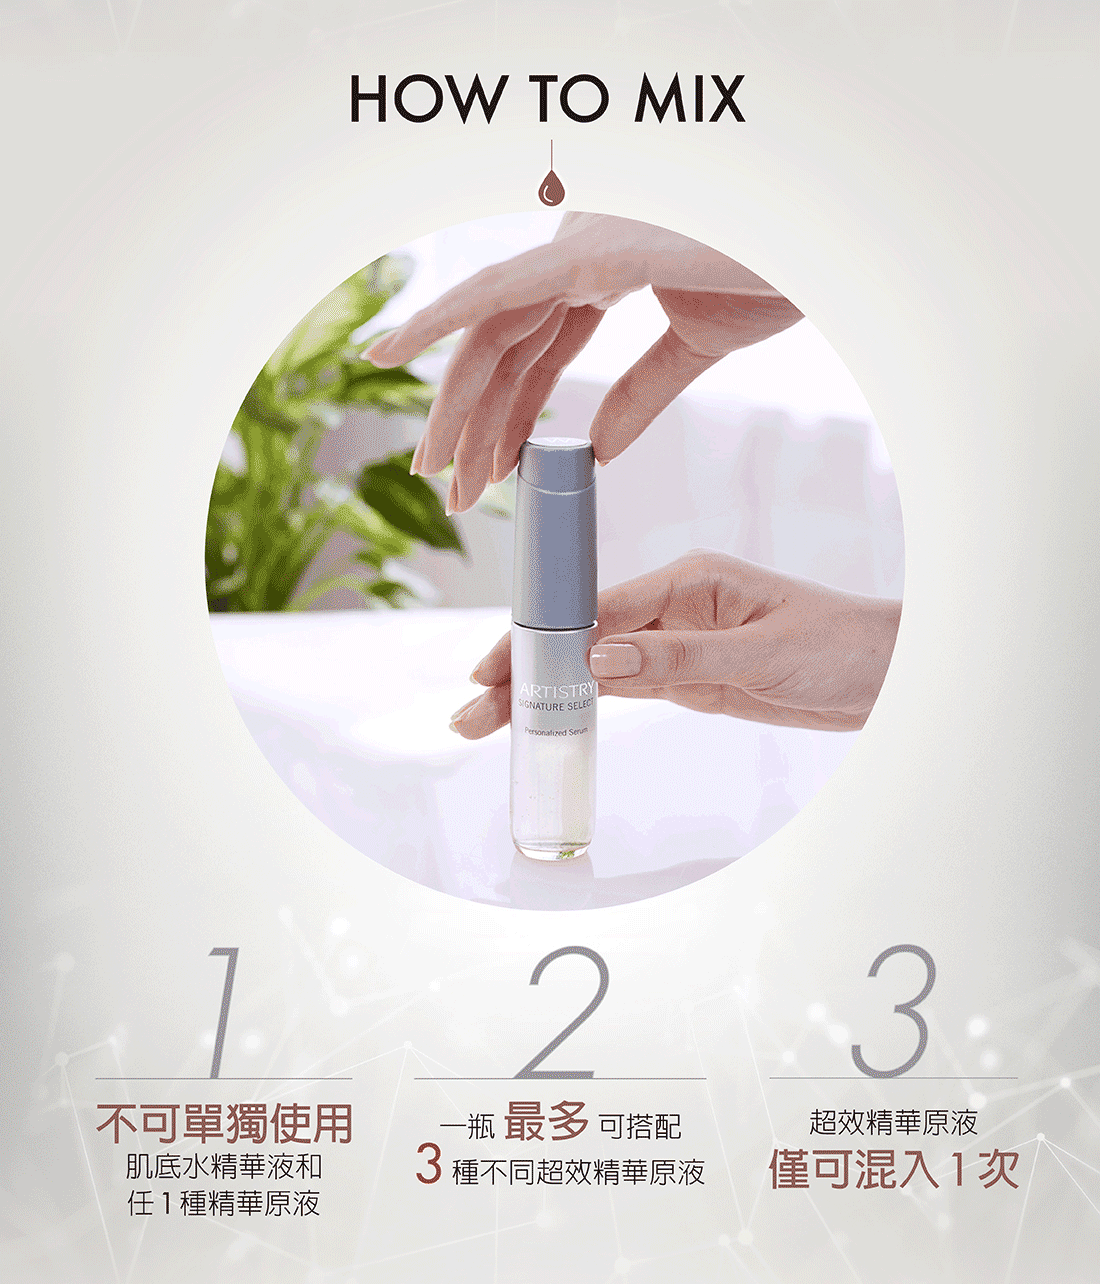 HOW TO MIX
ARTISTRY
SIGNATURE SELECT
Personalized Serum
1
不可單獨使用
肌底水精華液和
任1種精華原液
2
一瓶 最多 可搭配
3 種不同超效精華原液
3
超效精華原液
僅可混入1次